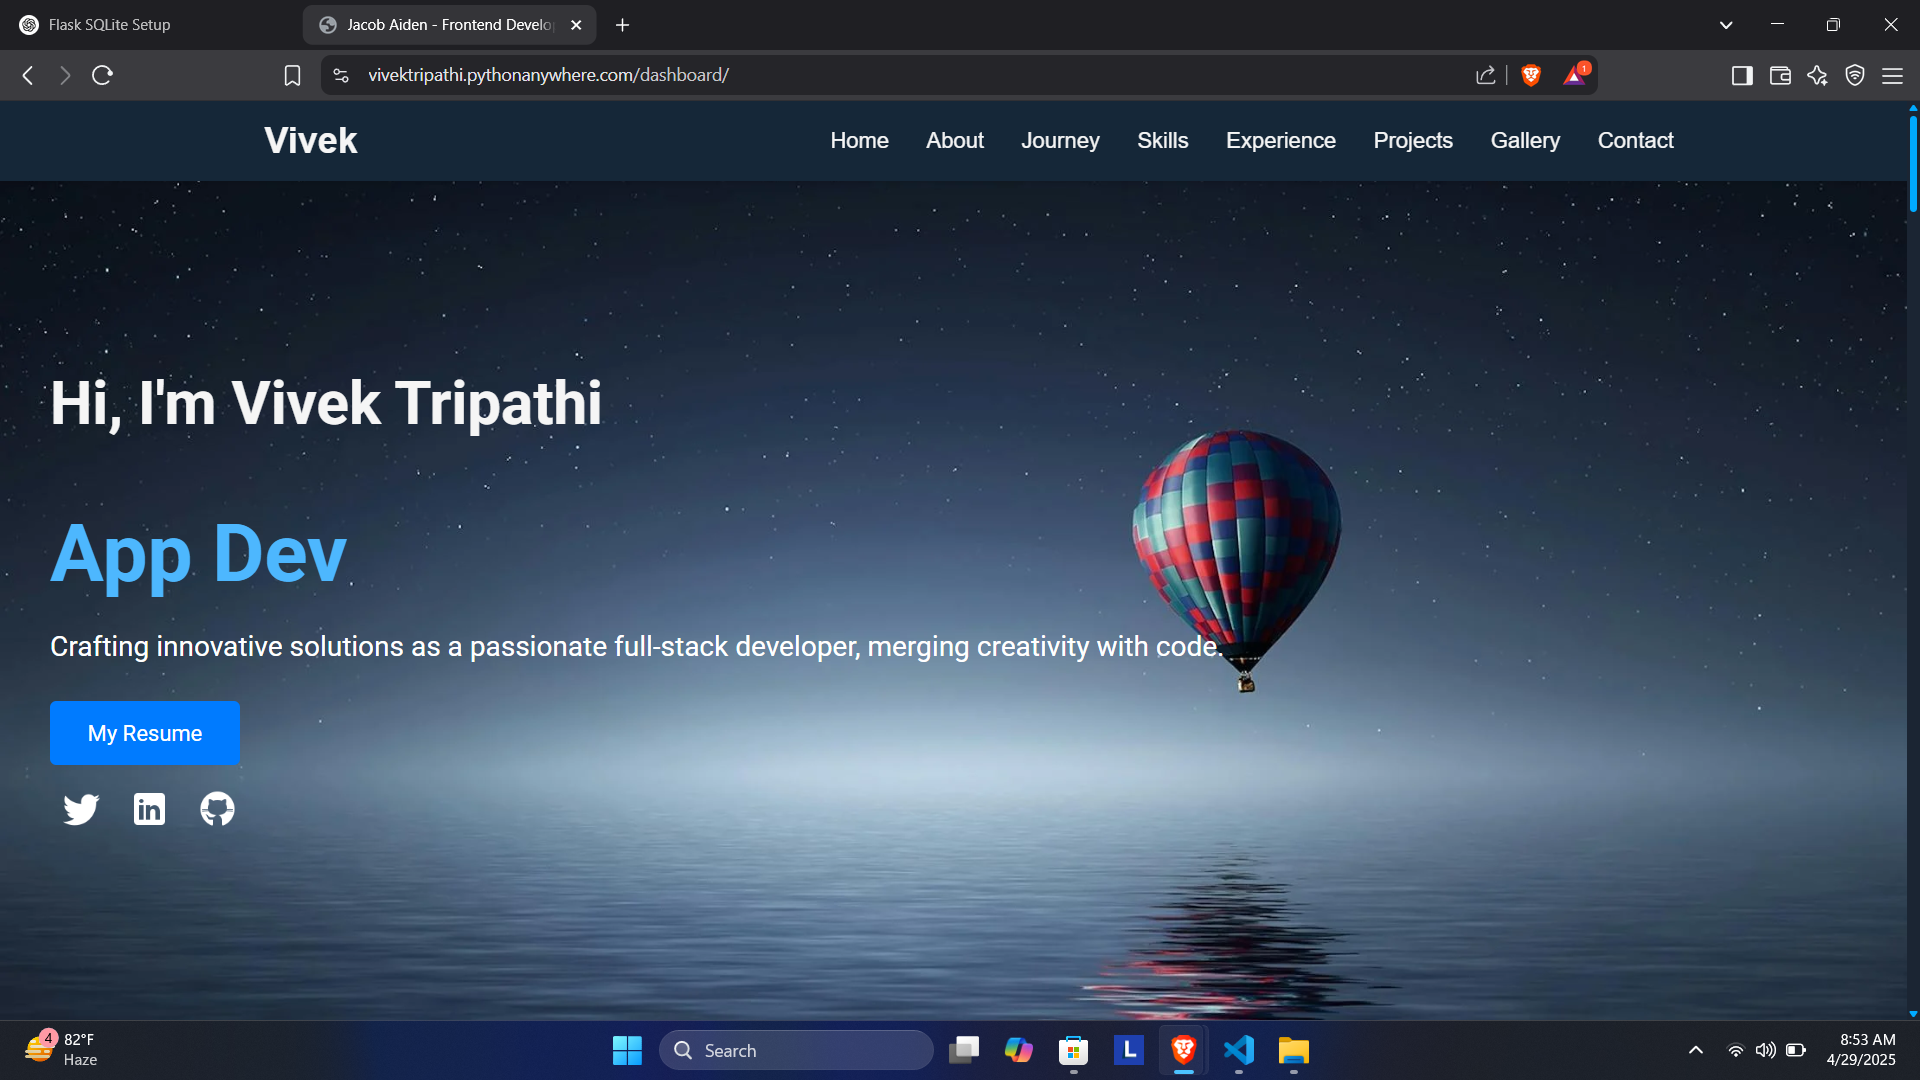 Flask SQLite Setup
Jacob Aiden - Frontend Develo
vivektripathi.pythonanywhere.com/dashboard/
1
Vivek
Home
About
Journey
Skills
Experience
Projects
Gallery
Contact
Hi, I'm Vivek Tripathi
App Dev
Crafting innovative solutions as a passionate full-stack developer, merging creativity with code.
My Resume
in
4
82°F
Haze
Search
L
8:53 AM
4/29/2025